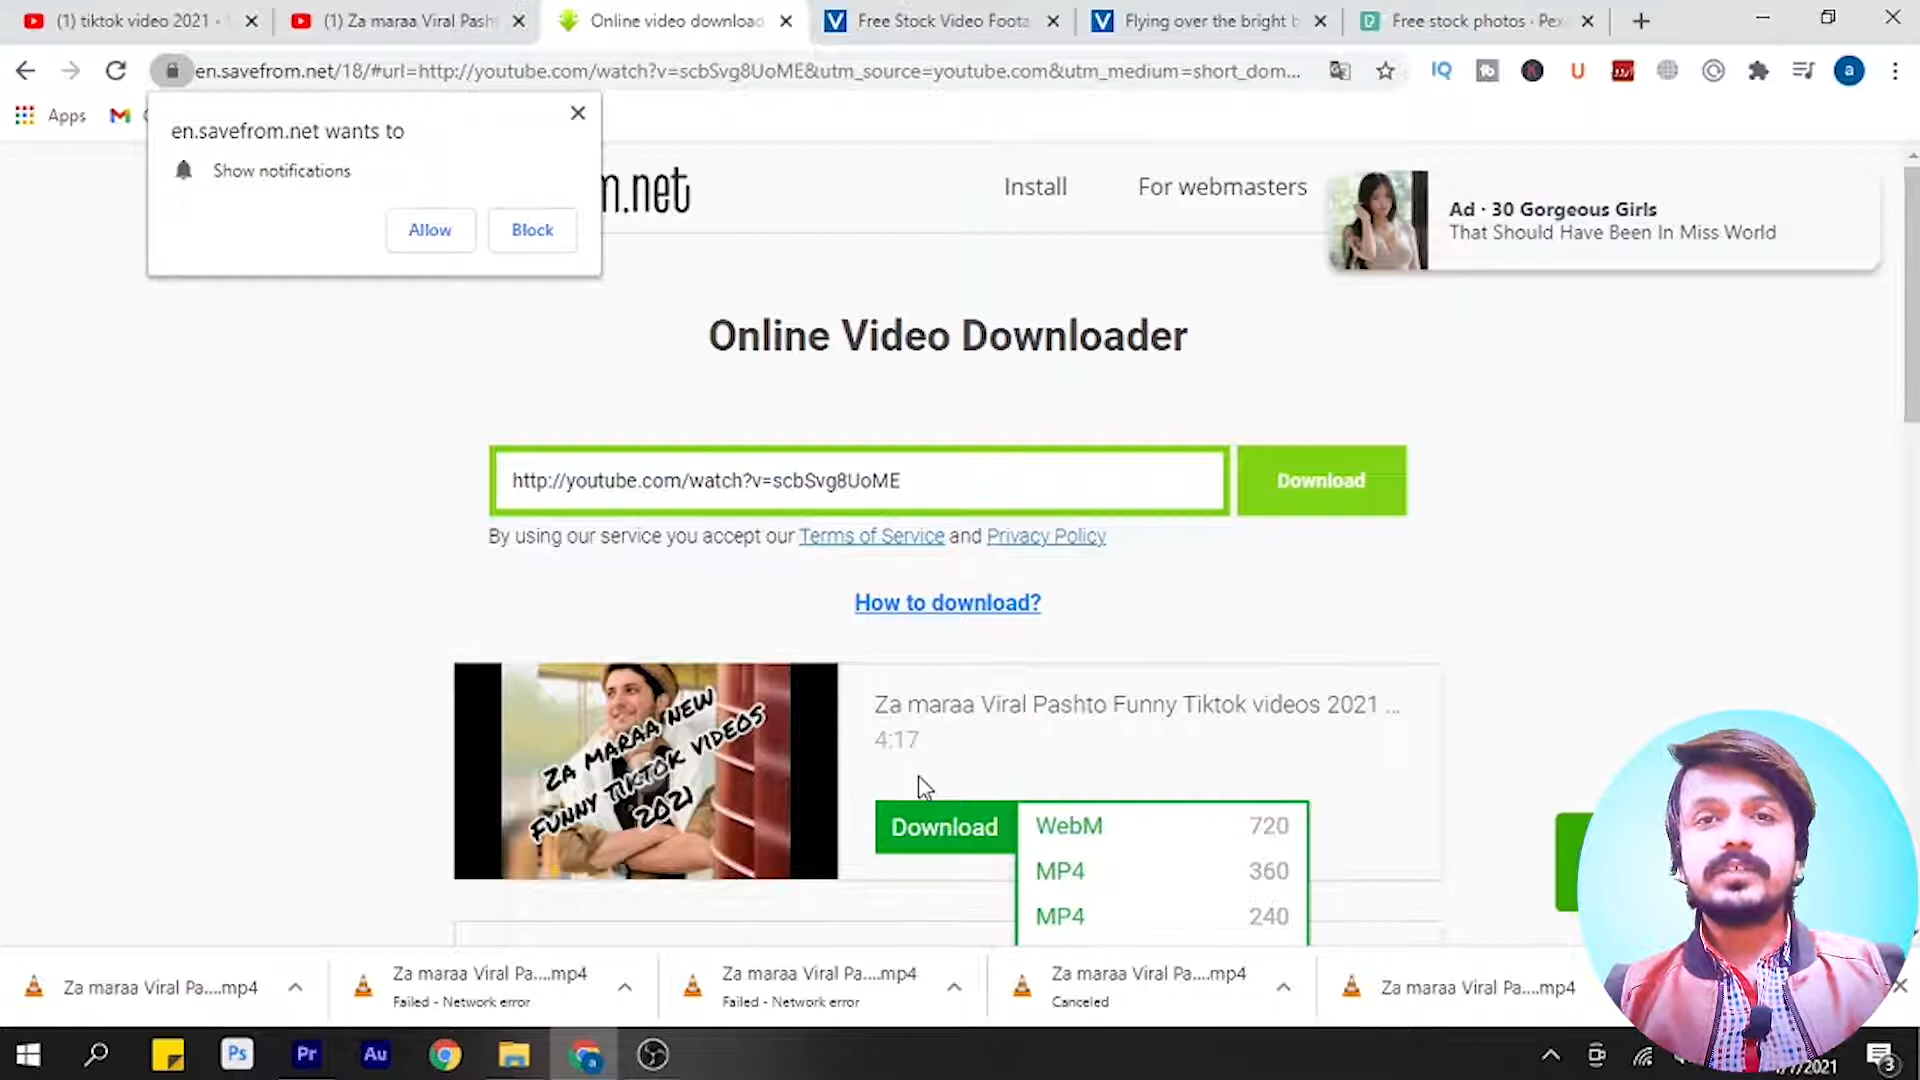 (1) tiktok video 2021 -
(1) Za maraa Viral Pash
Online video download
Free Stock Video Foota
Flying over the bright b
Free stock photos · Pex
en.savefrom.net/18/#url=http://youtube.com/watch?v=scbSvg8UoME&utm_source=youtube.com&utm_medium=short_dom...
Apps
en.savefrom.net wants to
Show notifications
Allow
Block
m.net
Install
For webmasters
Ad · 30 Gorgeous Girls
That Should Have Been In Miss World
Online Video Downloader
http://youtube.com/watch?v=scbSvg8UoME
Download
By using our service you accept our Terms of Service and Privacy Policy
How to download?
ZA MARAA NEW
FUNNY TIKTOK VIDEOS
2021
Za maraa Viral Pashto Funny Tiktok videos 2021 ...
4:17
Download
WebM 720
MP4 360
MP4 240
Za maraa Viral Pa....mp4
Za maraa Viral Pa....mp4
Failed - Network error
Za maraa Viral Pa....mp4
Failed - Network error
Za maraa Viral Pa....mp4
Canceled
Za maraa Viral Pa....mp4
Ps
Pr
Au
/2021
3